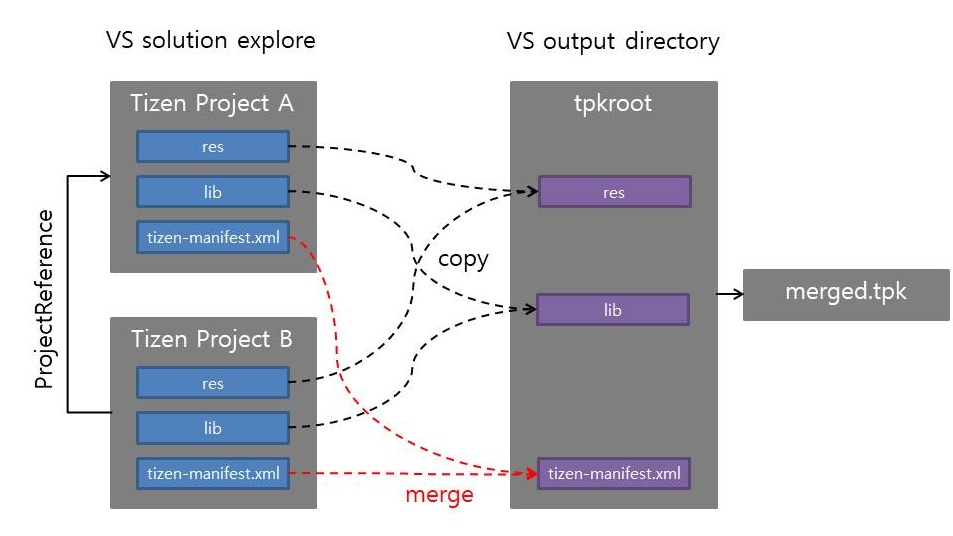 VS solution explore
VS output directory
Tizen Project A
res
lib
tizen-manifest.xml
ProjectReference
Tizen Project B
res
lib
tizen-manifest.xml
copy
merge
tpkroot
res
lib
tizen-manifest.xml
merged.tpk